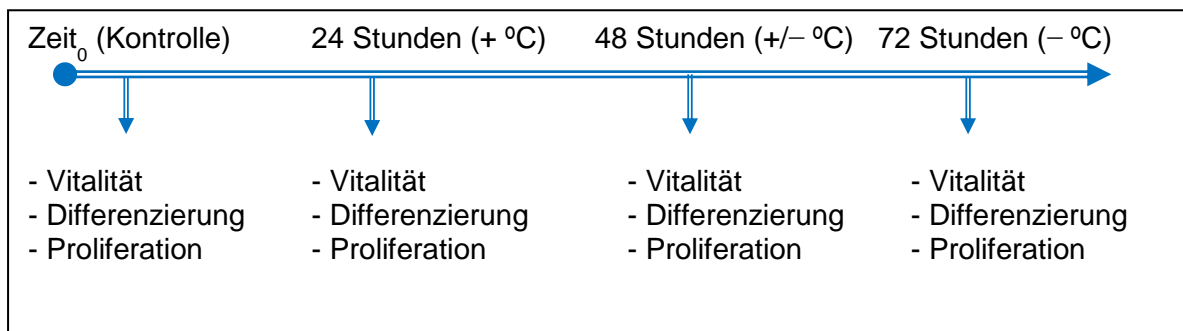 Zeit₀ (Kontrolle) 24 Stunden (+ ºC) 48 Stunden (+/− ºC) 72 Stunden (− ºC)
- Vitalität - Vitalität - Vitalität - Vitalität
- Differenzierung - Differenzierung - Differenzierung - Differenzierung
- Proliferation - Proliferation - Proliferation - Proliferation